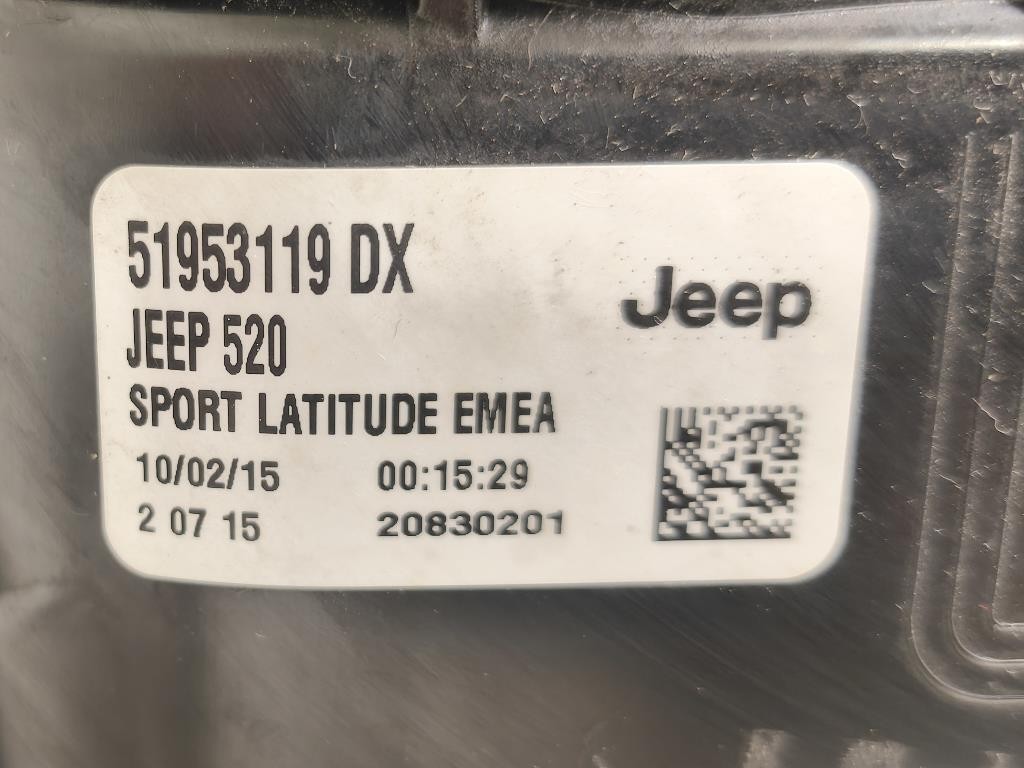 51953119 DX
Jeep
JEEP 520
SPORT LATITUDE EMEA
10/02/15 00:15:29
2 07 15 20830201